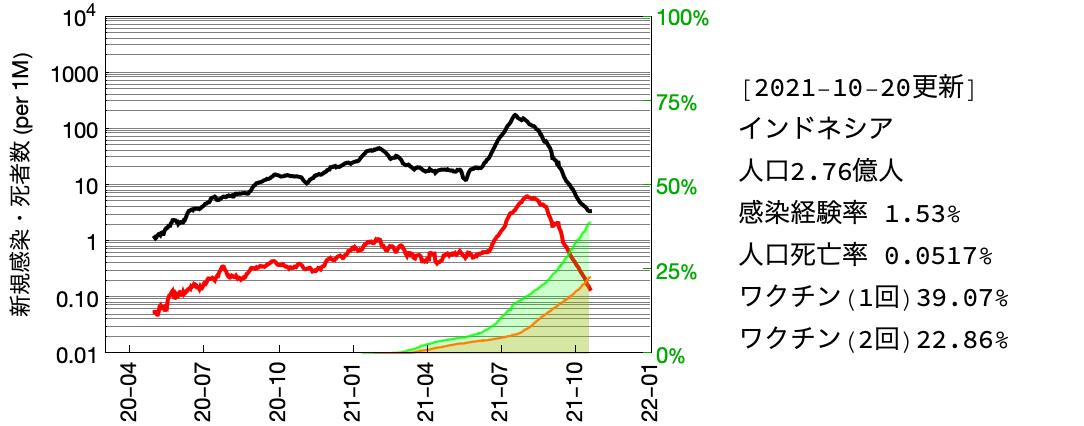 新規感染・死者数 (per 1M)
10^4
1000
100
10
1
0.10
0.01
100%
75%
50%
25%
0%
20-04
20-07
20-10
21-01
21-04
21-07
21-10
22-01
[2021-10-20更新]
インドネシア
人口2.76億人
感染経験率 1.53%
人口死亡率 0.0517%
ワクチン(1回)39.07%
ワクチン(2回)22.86%